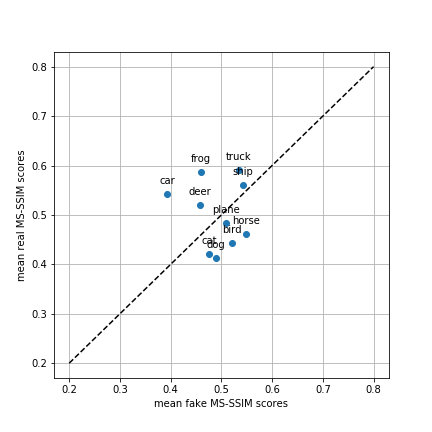 0.8
0.7
0.6
0.5
0.4
0.3
0.2
mean real MS-SSIM scores
truck
frog
ship
car
deer
plane
horse
bird
cat
dog
0.2 0.3 0.4 0.5 0.6 0.7 0.8
mean fake MS-SSIM scores